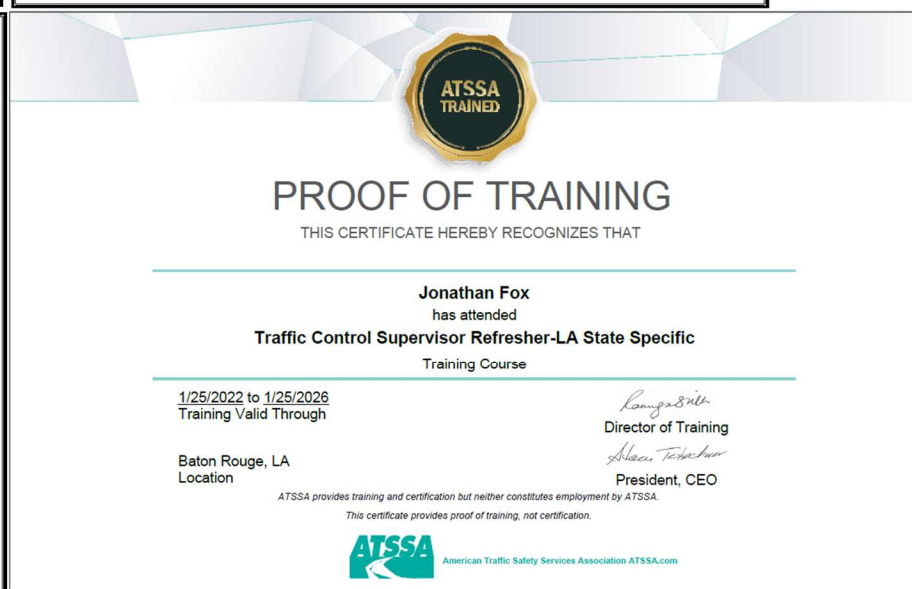 ATSSA
TRAINED
PROOF OF TRAINING
THIS CERTIFICATE HEREBY RECOGNIZES THAT
Jonathan Fox
has attended
Traffic Control Supervisor Refresher-LA State Specific
Training Course
1/25/2022 to 1/25/2026
Training Valid Through
Director of Training
Baton Rouge, LA
Location
President, CEO
ATSSA provides training and certification but neither constitutes employment by ATSSA.
This certificate provides proof of training, not certification.
ATSSA
American Traffic Safety Services Association ATSSA.com